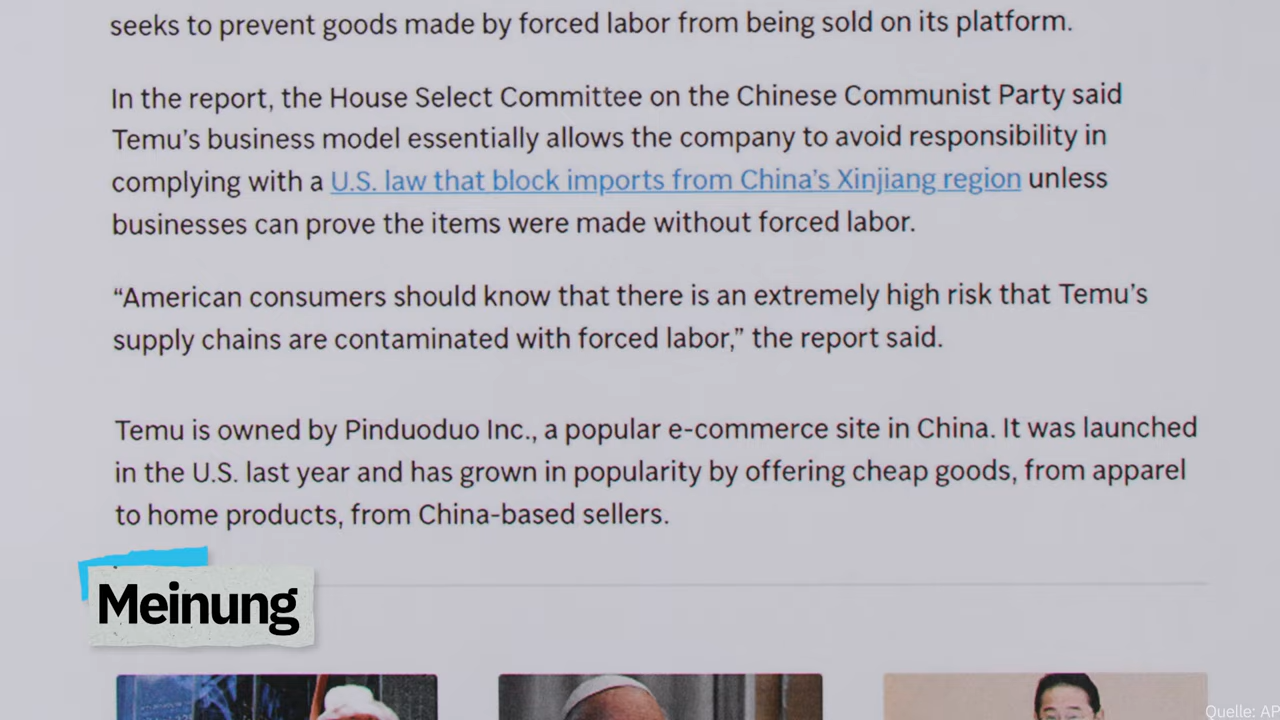 seeks to prevent goods made by forced labor from being sold on its platform.
In the report, the House Select Committee on the Chinese Communist Party said
Temu's business model essentially allows the company to avoid responsibility in
complying with a U.S. law that block imports from China's Xinjiang region unless
businesses can prove the items were made without forced labor.
“American consumers should know that there is an extremely high risk that Temu's
supply chains are contaminated with forced labor,” the report said.
Temu is owned by Pinduoduo Inc., a popular e-commerce site in China. It was launched
in the U.S. last year and has grown in popularity by offering cheap goods, from apparel
to home products, from China-based sellers.
Meinung
Quelle: AP